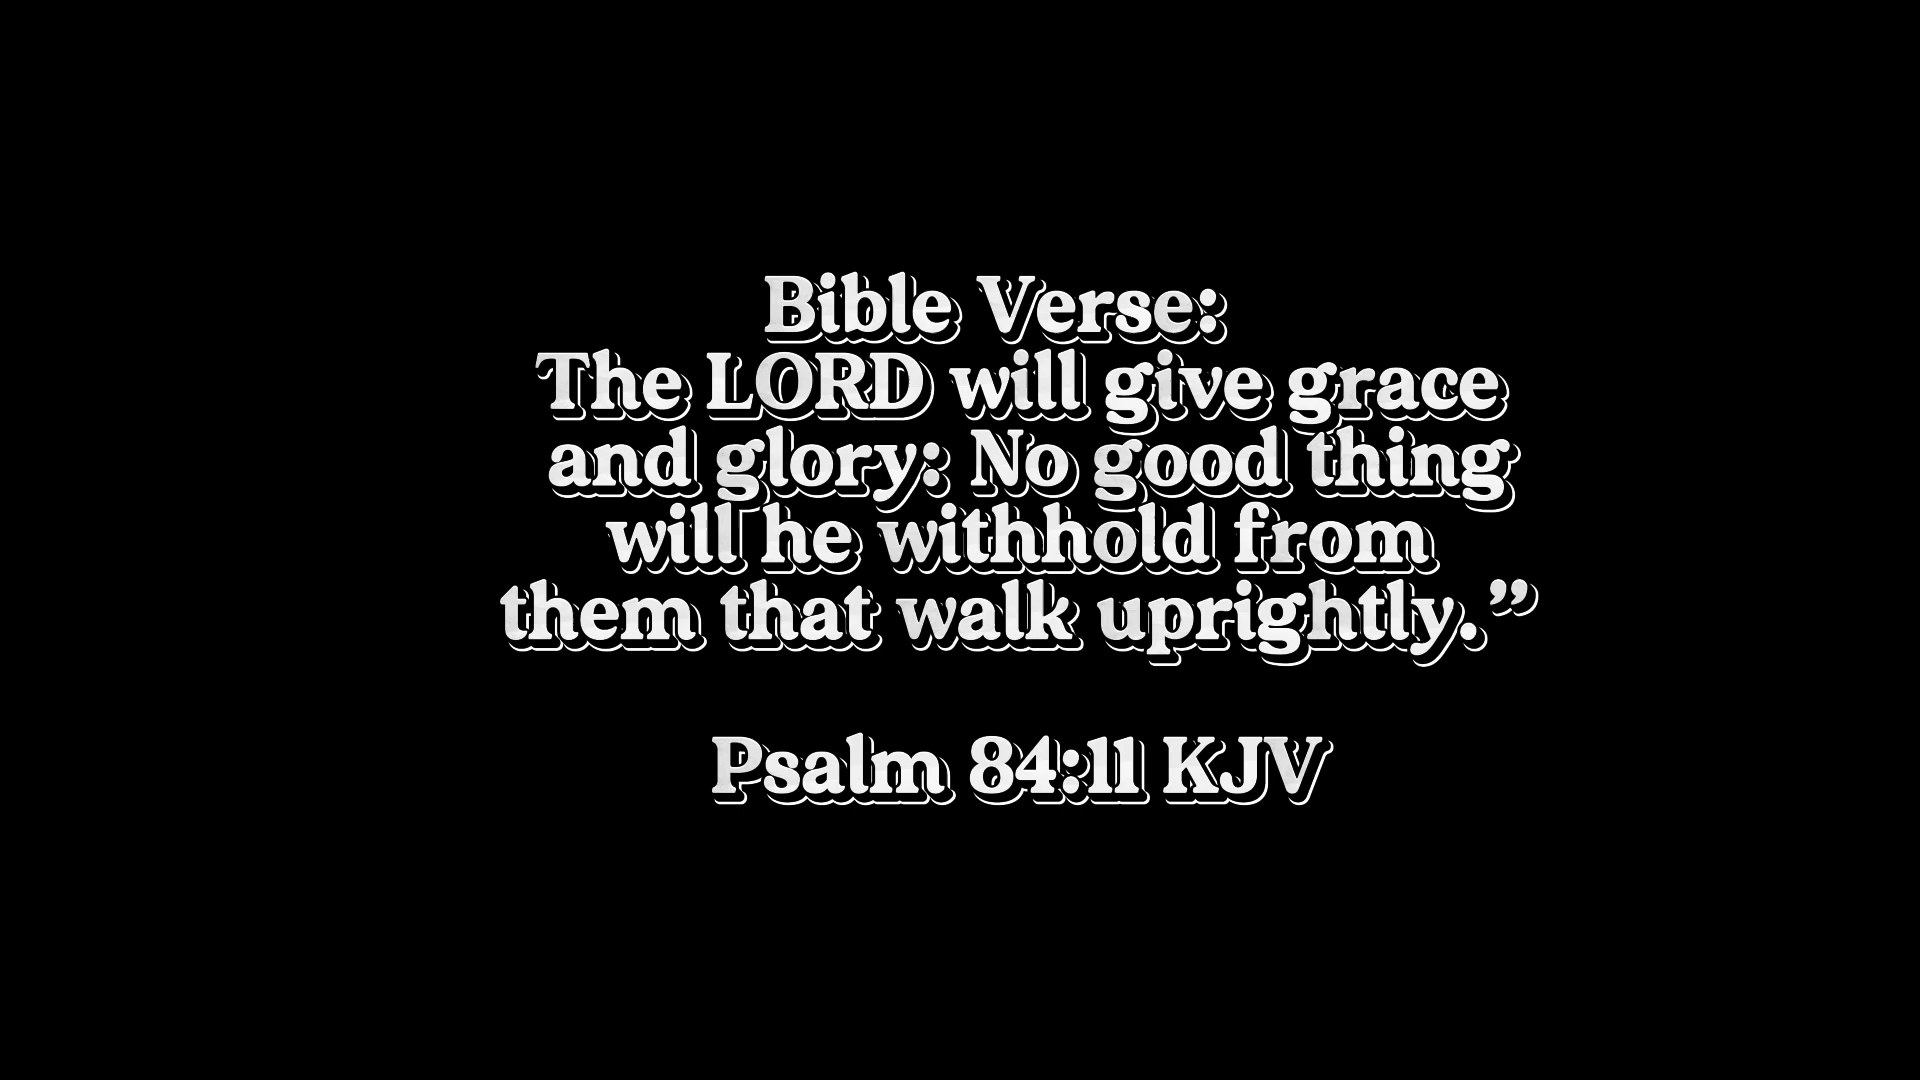 Bible Verse:
The LORD will give grace
and glory: No good thing
will he withhold from
them that walk uprightly.”
Psalm 84:11 KJV